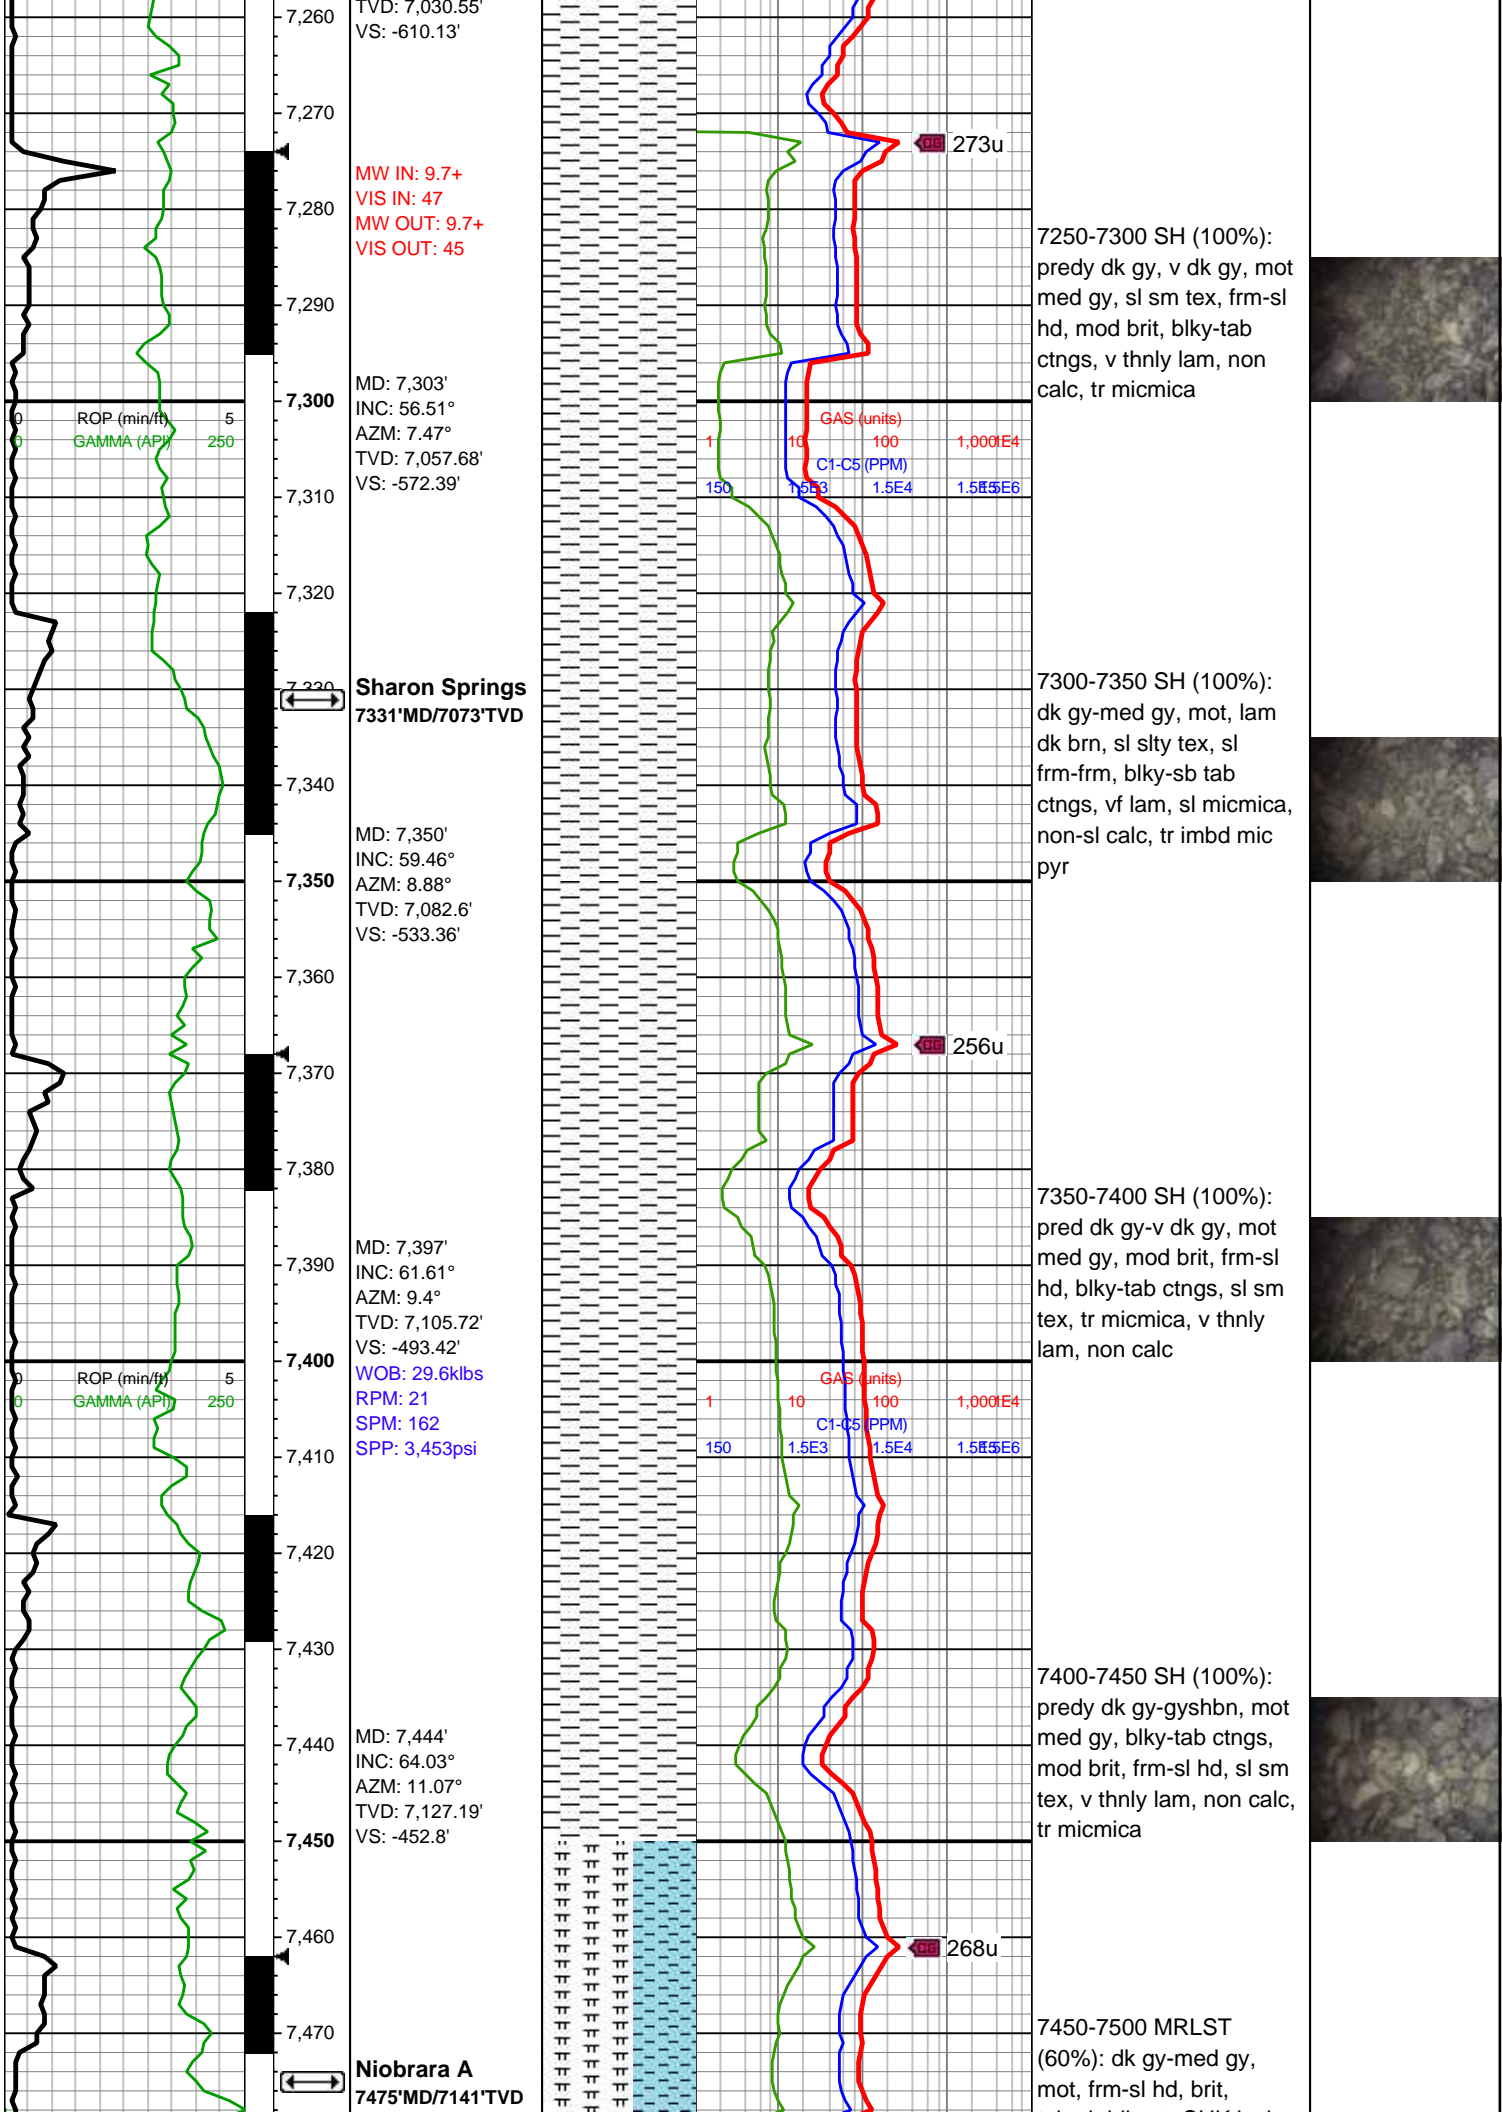 TVD: 7,030.55'
VS: -610.13'
7,260
7,270
CG 273u
MW IN: 9.7+
VIS IN: 47
MW OUT: 9.7+
VIS OUT: 45
7,280
7,290
7250-7300 SH (100%):
predy dk gy, v dk gy, mot
med gy, sl sm tex, frm-sl
hd, mod brit, blky-tab
ctngs, v thnly lam, non
calc, tr micmica
MD: 7,303'
INC: 56.51°
AZM: 7.47°
TVD: 7,057.68'
VS: -572.39'
7,300
0 ROP (min/ft) 5
0 GAMMA (API) 250
GAS (units)
1 10 100 1,000 1E4
C1-C5 (PPM)
150 1.5E3 1.5E4 1.5E5 1.5E6
7,310
7,320
7,330
Sharon Springs
7331'MD/7073'TVD
7300-7350 SH (100%):
dk gy-med gy, mot, lam
dk brn, sl slty tex, sl
frm-frm, blky-sb tab
ctngs, vf lam, sl micmica,
non-sl calc, tr imbd mic
pyr
7,340
MD: 7,350'
INC: 59.46°
AZM: 8.88°
TVD: 7,082.6'
VS: -533.36'
7,350
7,360
CG 256u
7,370
7,380
7350-7400 SH (100%):
pred dk gy-v dk gy, mot
med gy, mod brit, frm-sl
hd, blky-tab ctngs, sl sm
tex, tr micmica, v thnly
lam, non calc
7,390
MD: 7,397'
INC: 61.61°
AZM: 9.4°
TVD: 7,105.72'
VS: -493.42'
WOB: 29.6klbs
RPM: 21
SPM: 162
SPP: 3,453psi
7,400
0 ROP (min/ft) 5
0 GAMMA (API) 250
GAS (units)
1 10 100 1,000 1E4
C1-C5 (PPM)
150 1.5E3 1.5E4 1.5E5 1.5E6
7,410
7,420
7,430
7400-7450 SH (100%):
predy dk gy-gyshbn, mot
med gy, blky-tab ctngs,
mod brit, frm-sl hd, sl sm
tex, v thnly lam, non calc,
tr micmica
7,440
MD: 7,444'
INC: 64.03°
AZM: 11.07°
TVD: 7,127.19'
VS: -452.8'
7,450
7,460
CG 268u
7,470
Niobrara A
7475'MD/7141'TVD
7450-7500 MRLST
(60%): dk gy-med gy,
mot, frm-sl hd, brit,